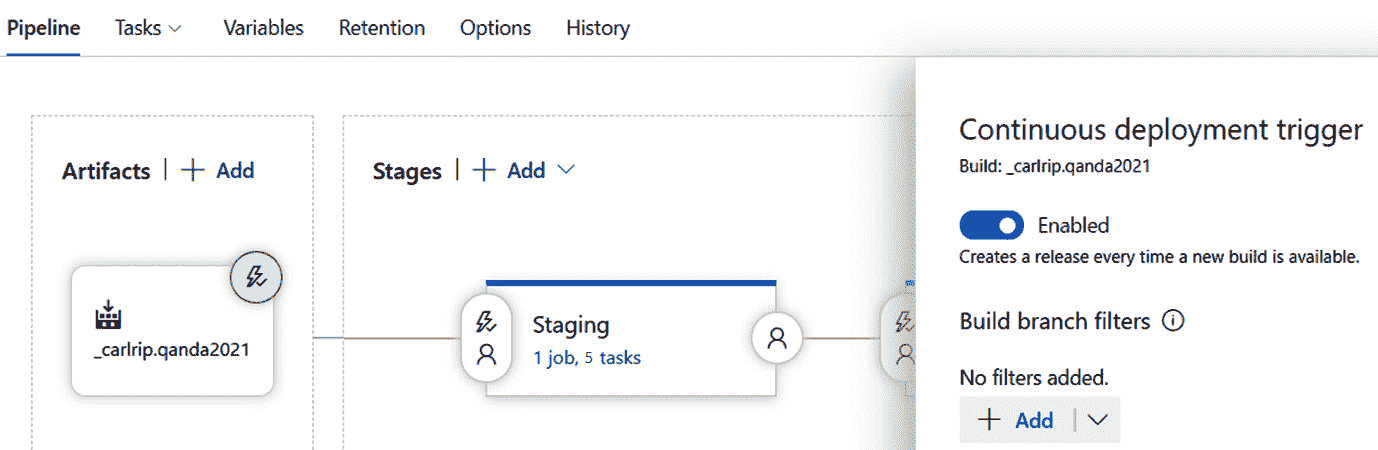 Pipeline Tasks Variables Retention Options History
Artifacts | + Add
Stages | + Add
_carlrip.qanda2021
Staging
1 job, 5 tasks
Continuous deployment trigger
Build: _carlrip.qanda2021
Enabled
Creates a release every time a new build is available.
Build branch filters
No filters added.
+ Add